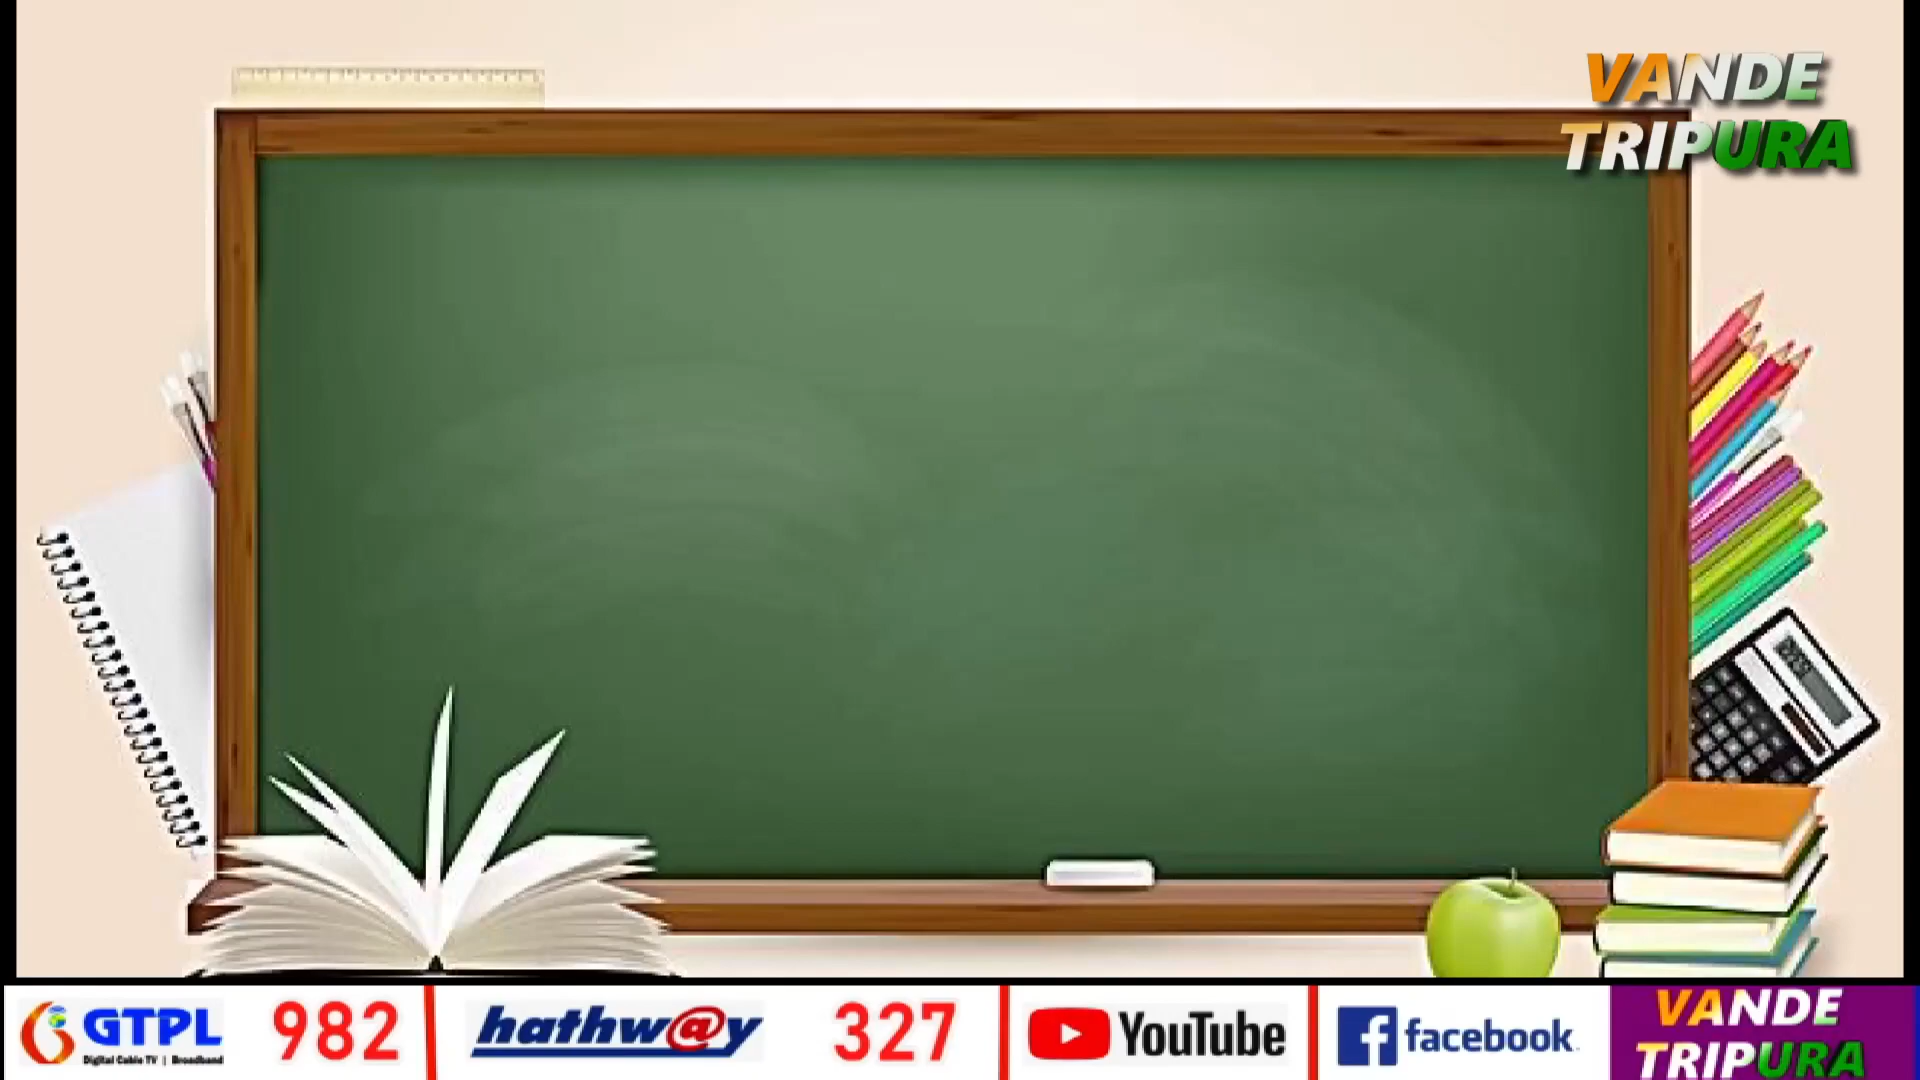 VANDE
TRIPURA
GTPL
Digital Cable TV | Broadband
982
hathw@y
327
YouTube
facebook
VANDE
TRIPURA